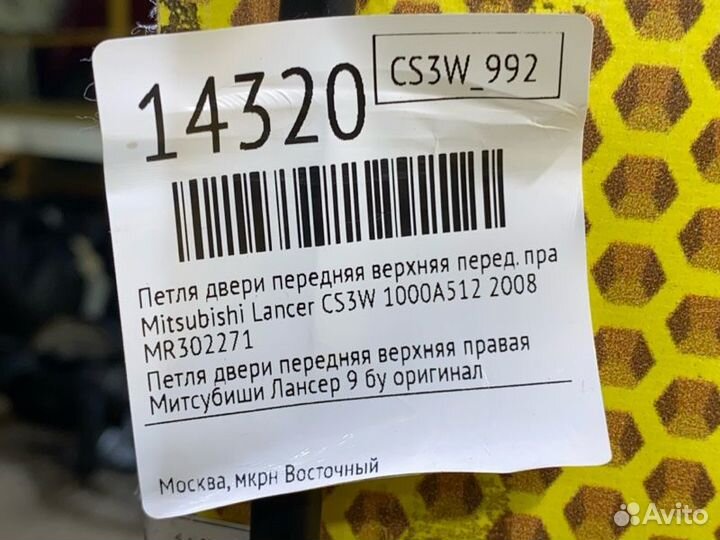 14320
CS3W_992
Петля двери передняя верхняя перед. пра
Mitsubishi Lancer CS3W 1000A512 2008
MR302271
Петля двери передняя верхняя правая
Митсубиши Лансер 9 бу оригинал
Москва, мкрн Восточный
Avito